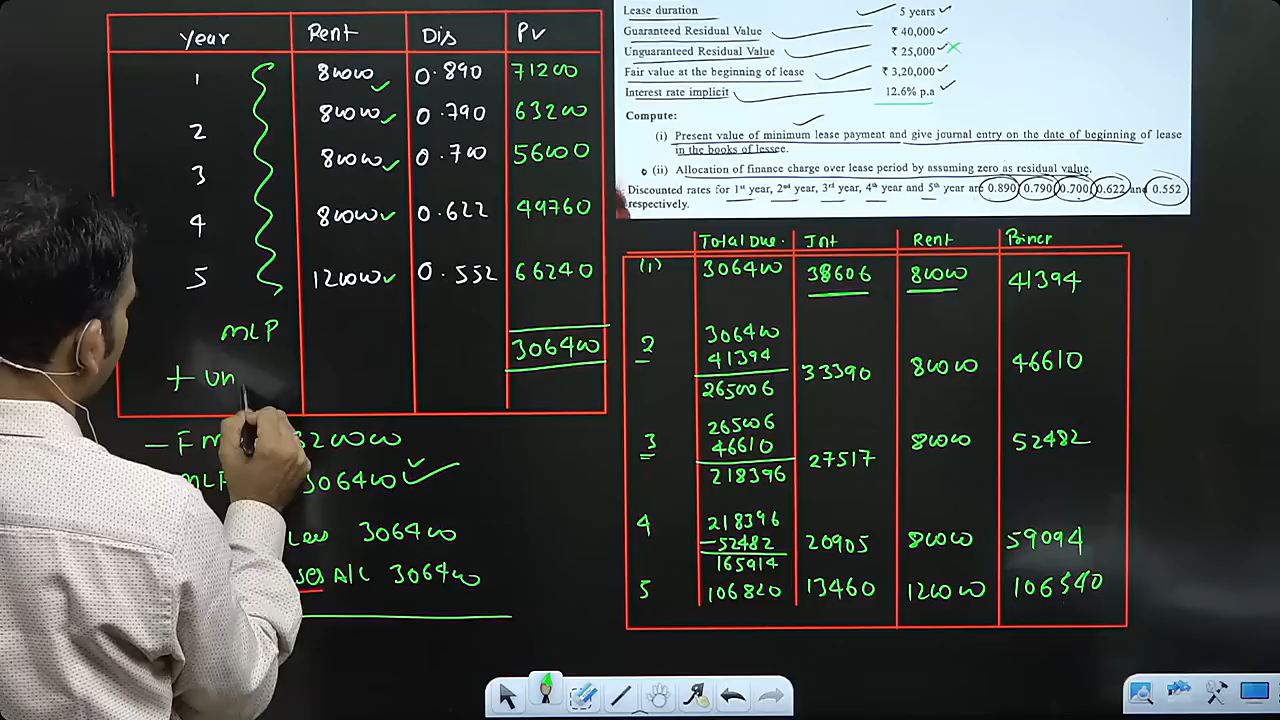 Year Rent Dis Pv
1 80000 0.890 71200
2 80000 0.790 63200
3 80000 0.700 56000
4 80000 0.622 49760
5 120000 0.552 66240
MLP 306400
+ un
- Fm 320000
MLP 306400
306400
ses A/C 306400
Lease duration 5 years
Guaranteed Residual Value ₹ 40,000
Unguaranteed Residual Value ₹ 25,000
Fair value at the beginning of lease ₹ 3,20,000
Interest rate implicit 12.6% p.a
Compute:
(i) Present value of minimum lease payment and give journal entry on the date of beginning of lease
in the books of lessee.
(ii) Allocation of finance charge over lease period by assuming zero as residual value.
Discounted rates for 1st year, 2nd year, 3rd year, 4th year and 5th year are 0.890, 0.790, 0.700, 0.622 and 0.552
respectively.
Total Due. Int Rent Princr
(1) 306400 38606 80000 41394
2 306400
41394
265006 33390 80000 46610
3 265006
46610
218396 27517 80000 52482
4 218396
-52482
165914 20905 80000 59094
5 106820 13460 120000 106540